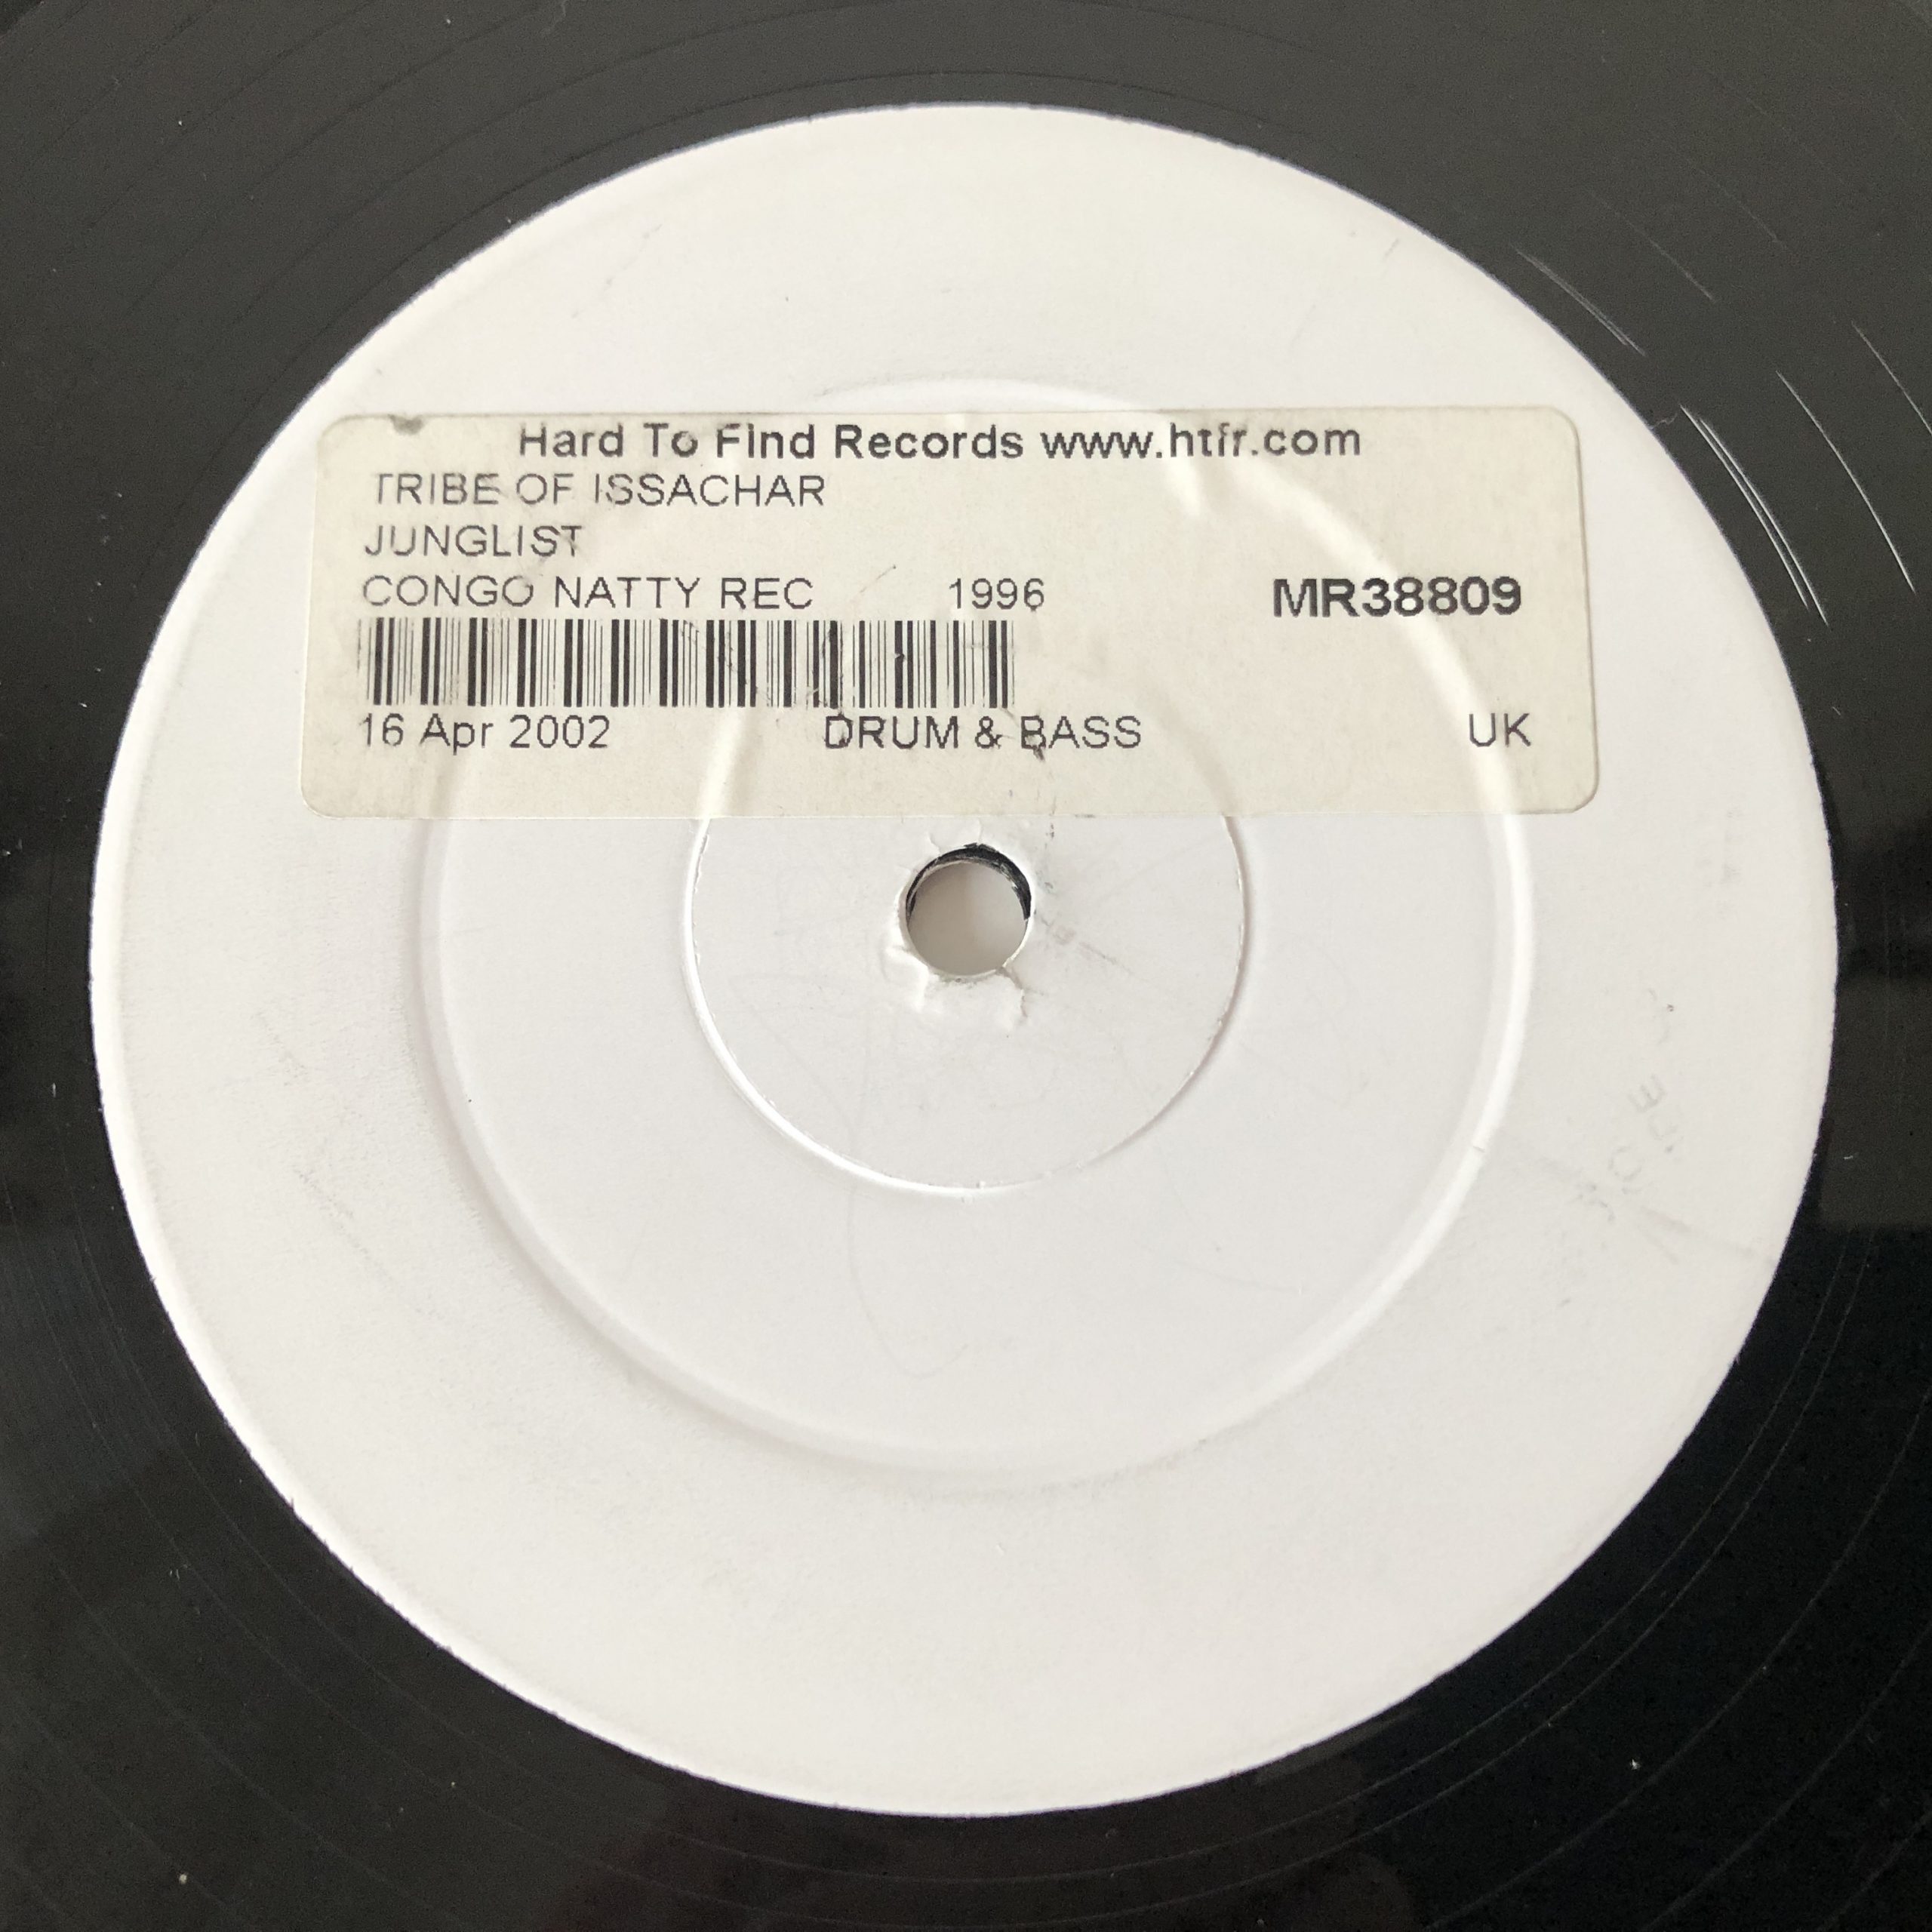 Hard To Find Records www.htfr.com
TRIBE OF ISSACHAR
JUNGLIST
CONGO NATTY REC 1996 MR38809
16 Apr 2002 DRUM & BASS UK